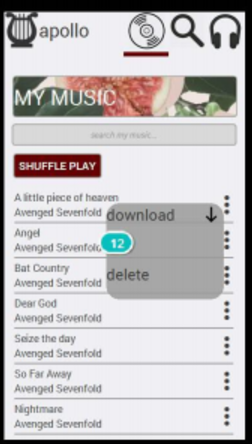 apollo
MY MUSIC
search my music...
SHUFFLE PLAY
A little piece of heaven
Avenged Sevenfold
download
Angel
Avenged Sevenfold
12
Bat Country
Avenged Sevenfold
delete
Dear God
Avenged Sevenfold
Seize the day
Avenged Sevenfold
So Far Away
Avenged Sevenfold
Nightmare
Avenged Sevenfold